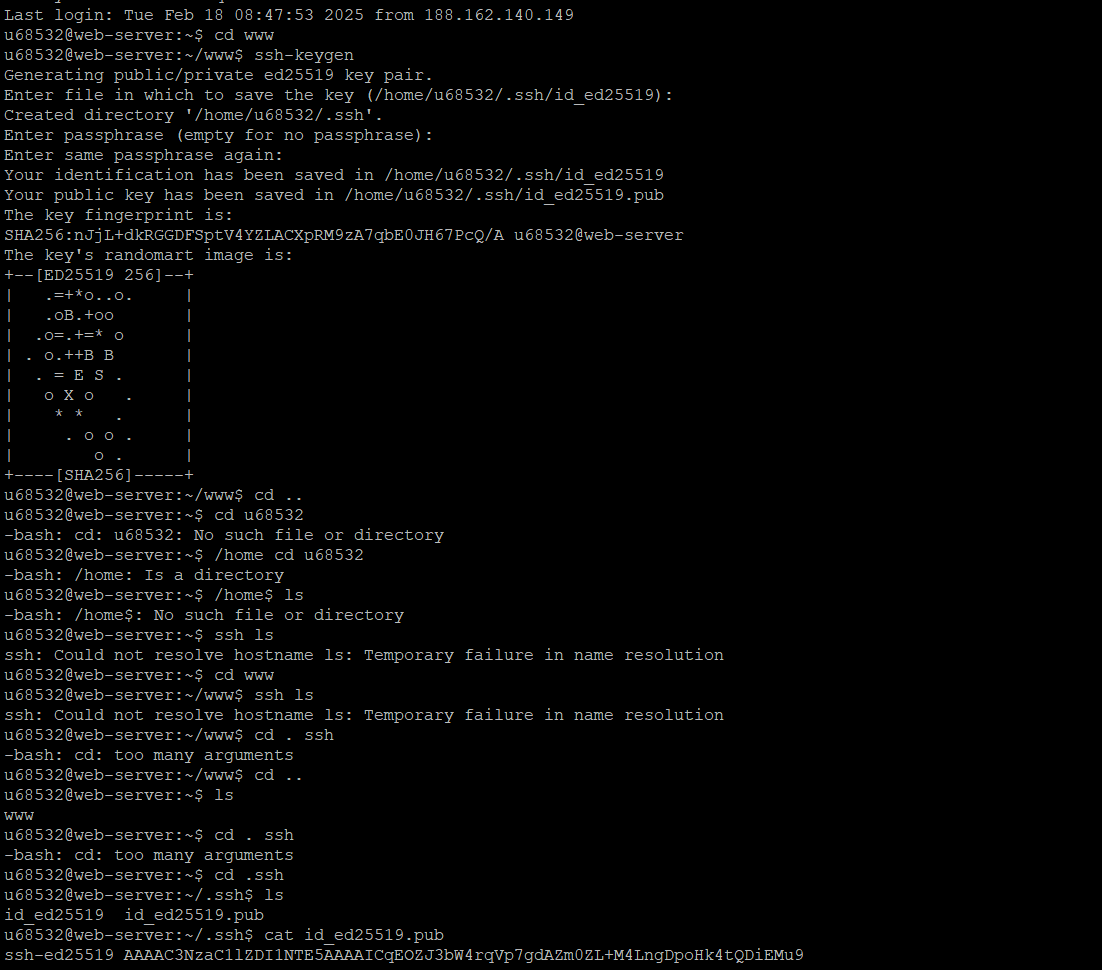 Last login: Tue Feb 18 08:47:53 2025 from 188.162.140.149
u68532@web-server:~$ cd www
u68532@web-server:~/www$ ssh-keygen
Generating public/private ed25519 key pair.
Enter file in which to save the key (/home/u68532/.ssh/id_ed25519):
Created directory '/home/u68532/.ssh'.
Enter passphrase (empty for no passphrase):
Enter same passphrase again:
Your identification has been saved in /home/u68532/.ssh/id_ed25519
Your public key has been saved in /home/u68532/.ssh/id_ed25519.pub
The key fingerprint is:
SHA256:nJjL+dkRGGDFSptV4YZLACXpRM9zA7qbE0JH67PcQ/A u68532@web-server
The key's randomart image is:
+--[ED25519 256]--+
|   .=+*o..o.     |
|   .oB.+oo       |
|  .o=.+=* o      |
| . o.++B B       |
|  . = E S .      |
|   o X o   .     |
|    * *   .      |
|     . o o .     |
|        o .      |
+----[SHA256]-----+
u68532@web-server:~/www$ cd ..
u68532@web-server:~$ cd u68532
-bash: cd: u68532: No such file or directory
u68532@web-server:~$ /home cd u68532
-bash: /home: Is a directory
u68532@web-server:~$ /home$ ls
-bash: /home$: No such file or directory
u68532@web-server:~$ ssh ls
ssh: Could not resolve hostname ls: Temporary failure in name resolution
u68532@web-server:~$ cd www
u68532@web-server:~/www$ ssh ls
ssh: Could not resolve hostname ls: Temporary failure in name resolution
u68532@web-server:~/www$ cd . ssh
-bash: cd: too many arguments
u68532@web-server:~/www$ cd ..
u68532@web-server:~$ ls
www
u68532@web-server:~$ cd . ssh
-bash: cd: too many arguments
u68532@web-server:~$ cd .ssh
u68532@web-server:~/.ssh$ ls
id_ed25519  id_ed25519.pub
u68532@web-server:~/.ssh$ cat id_ed25519.pub
ssh-ed25519 AAAAC3NzaC1lZDI1NTE5AAAAICqEOZJ3bW4rqVp7gdAZm0ZL+M4LngDpoHk4tQDiEMu9